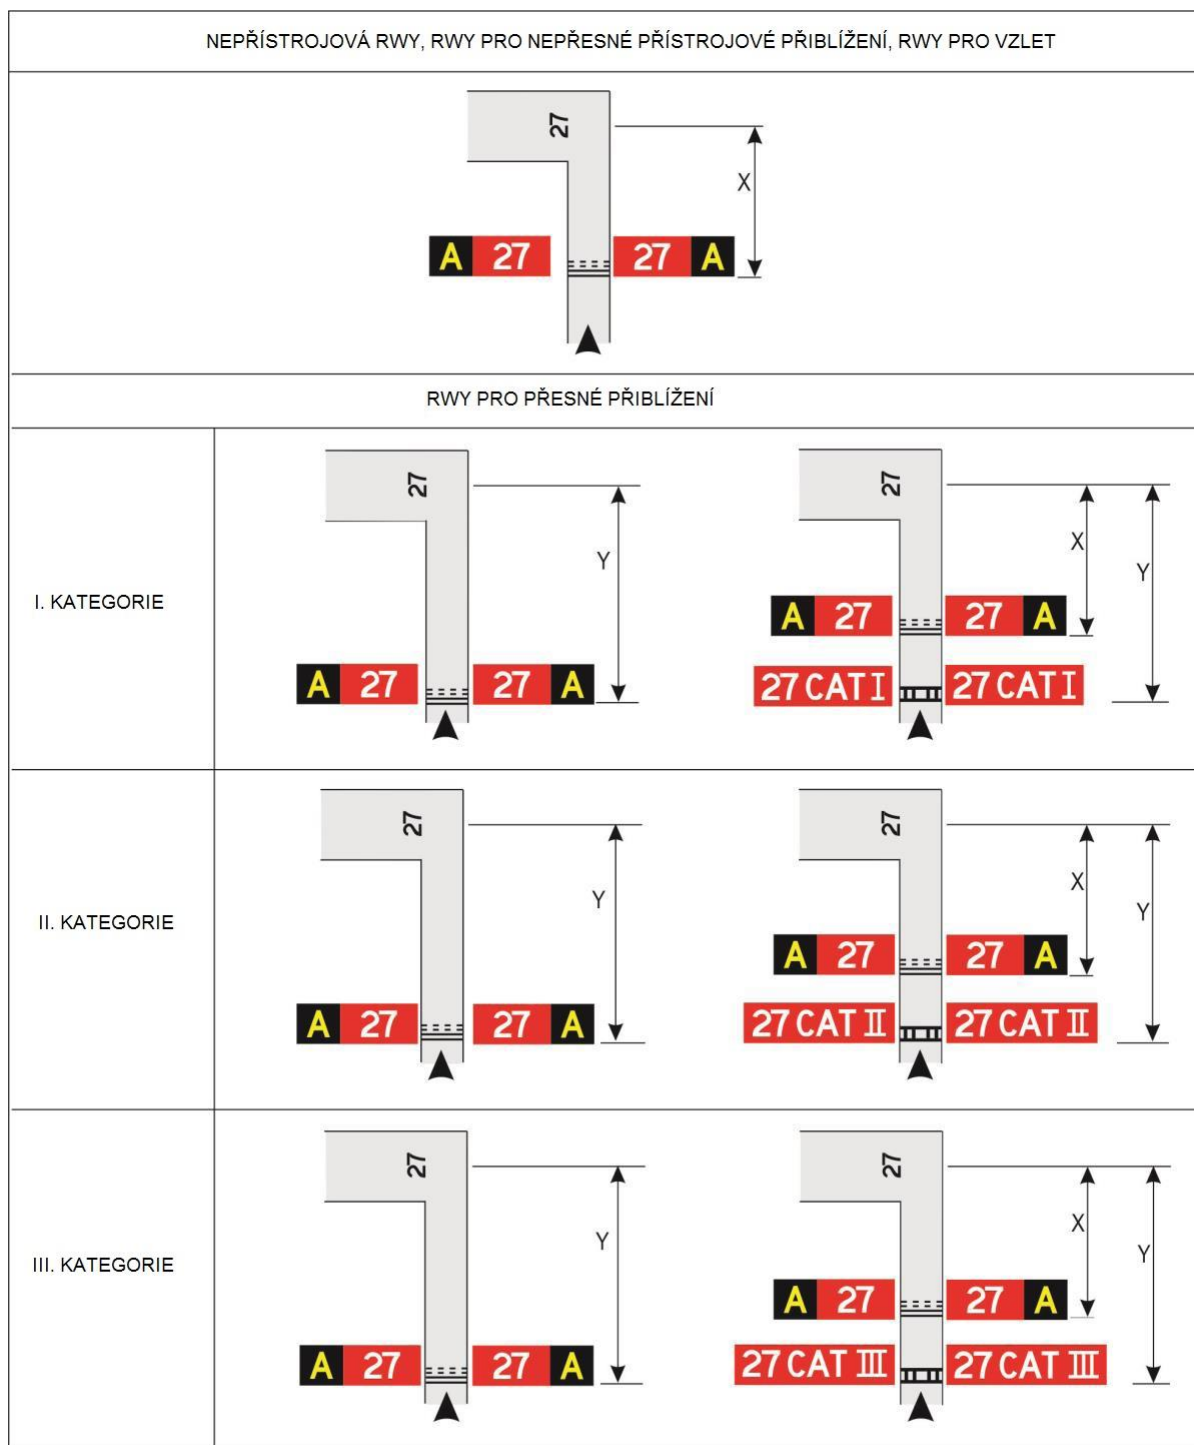 NEPŘÍSTROJOVÁ RWY, RWY PRO NEPŘESNÉ PŘÍSTROJOVÉ PŘIBLÍŽENÍ, RWY PRO VZLET
27
X
A 27 27 A
RWY PRO PŘESNÉ PŘIBLÍŽENÍ
I. KATEGORIE
27
Y
A 27 27 A
27
X
Y
A 27 27 A
27 CAT I 27 CAT I
II. KATEGORIE
27
Y
A 27 27 A
27
X
Y
A 27 27 A
27 CAT II 27 CAT II
III. KATEGORIE
27
Y
A 27 27 A
27
X
Y
A 27 27 A
27 CAT III 27 CAT III